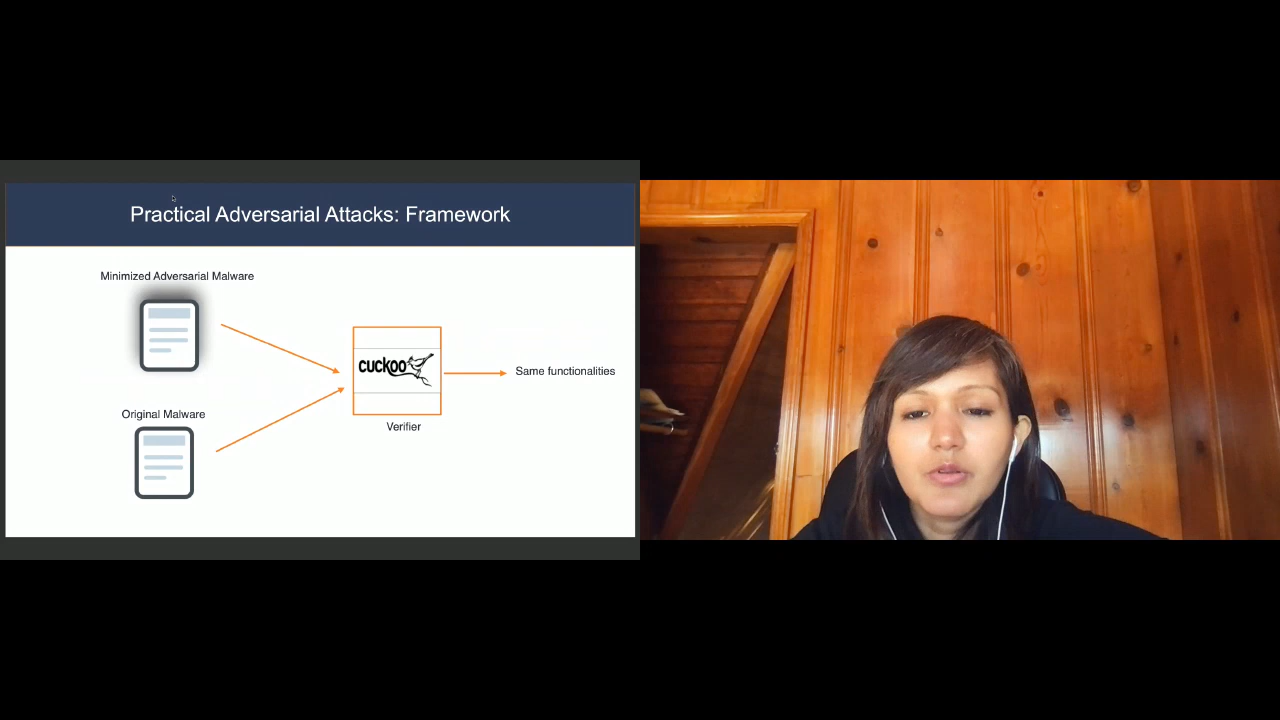 Practical Adversarial Attacks: Framework
Minimized Adversarial Malware
cuckoo
Same functionalities
Original Malware
Verifier